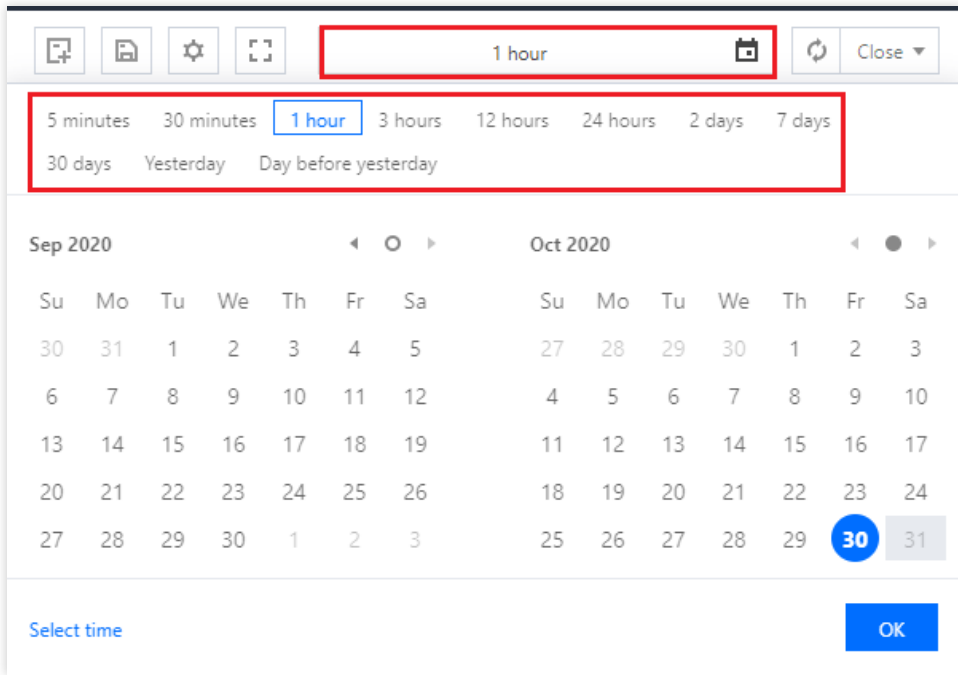 1 hour Close
5 minutes 30 minutes 1 hour 3 hours 12 hours 24 hours 2 days 7 days
30 days Yesterday Day before yesterday
Sep 2020 Oct 2020
Su Mo Tu We Th Fr Sa Su Mo Tu We Th Fr Sa
30 31 1 2 3 4 5 27 28 29 30 1 2 3
6 7 8 9 10 11 12 4 5 6 7 8 9 10
13 14 15 16 17 18 19 11 12 13 14 15 16 17
20 21 22 23 24 25 26 18 19 20 21 22 23 24
27 28 29 30 1 2 3 25 26 27 28 29 30 31
Select time OK